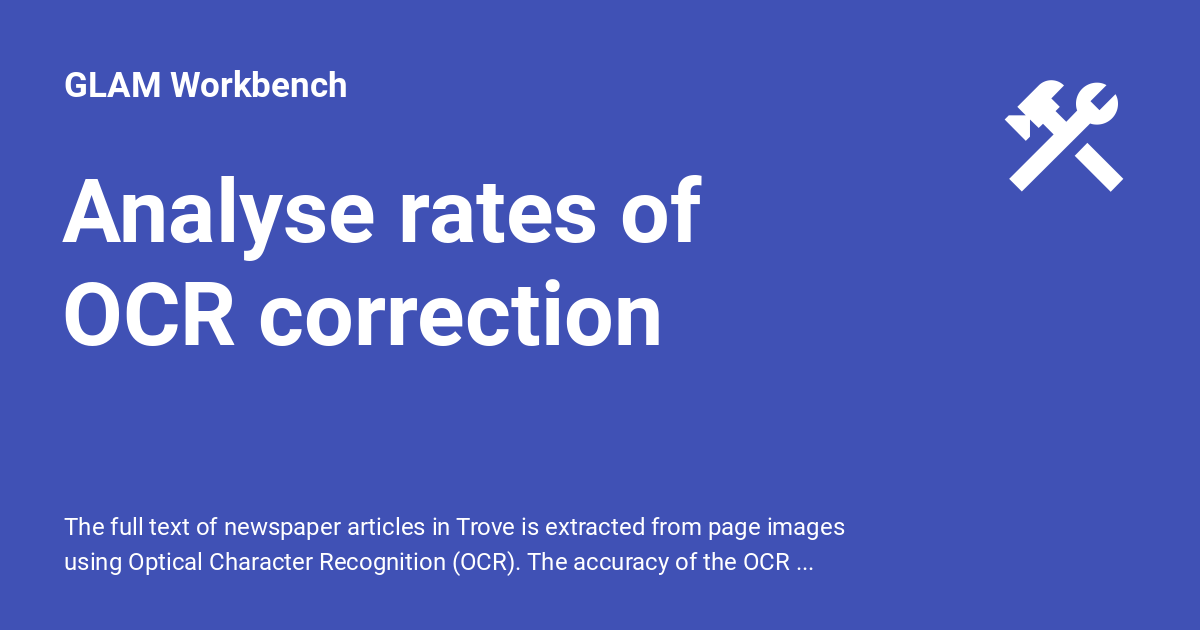 GLAM Workbench
Analyse rates of
OCR correction
The full text of newspaper articles in Trove is extracted from page images
using Optical Character Recognition (OCR). The accuracy of the OCR ...